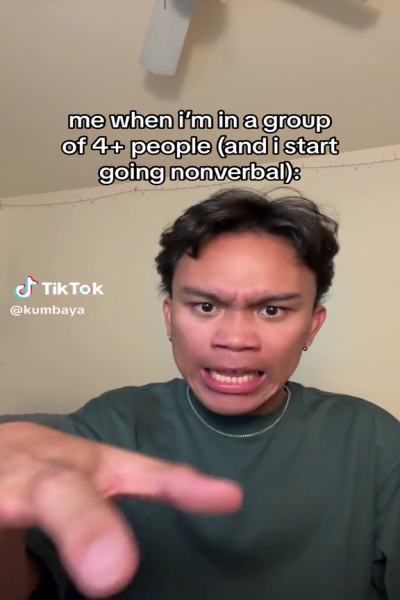 me when i'm in a group
of 4+ people (and i start
going nonverbal):
TikTok
@kumbaya